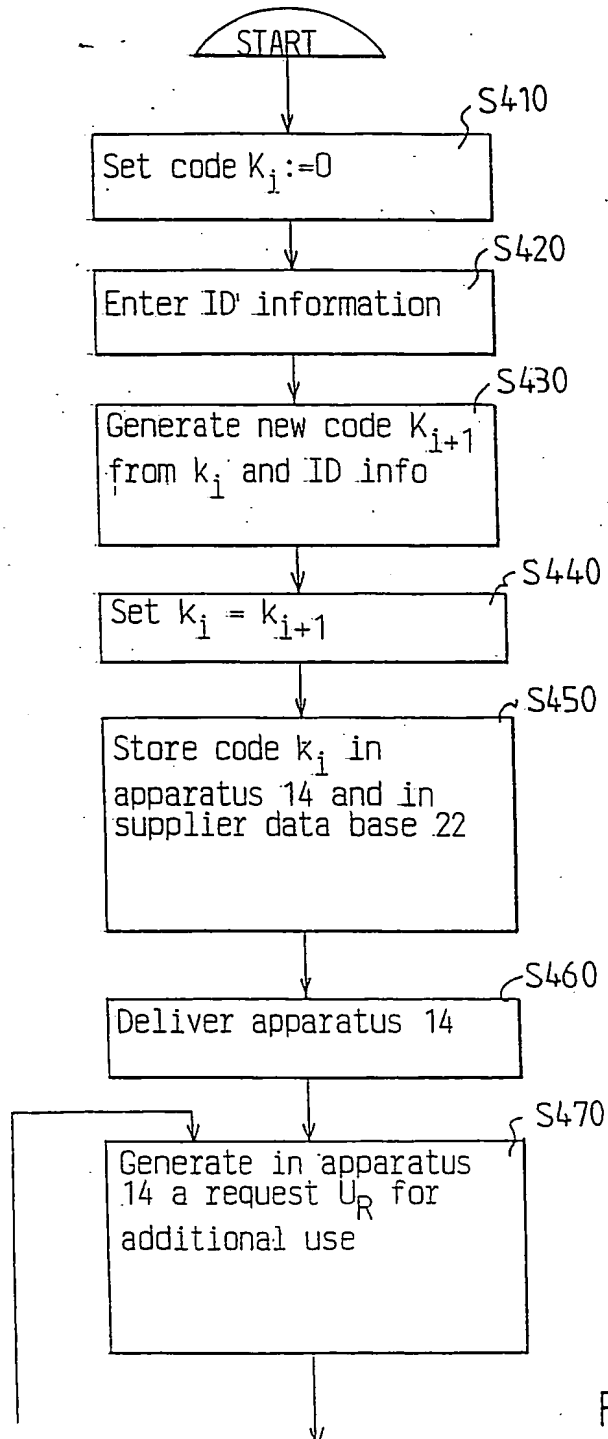 START
S410
Set code K_i:=0
S420
Enter ID information
S430
Generate new code K_{i+1}
from k_i and ID info
S440
Set k_i = k_{i+1}
S450
Store code k_i in
apparatus 14 and in
supplier data base 22
S460
Deliver apparatus 14
S470
Generate in apparatus
14 a request U_R for
additional use